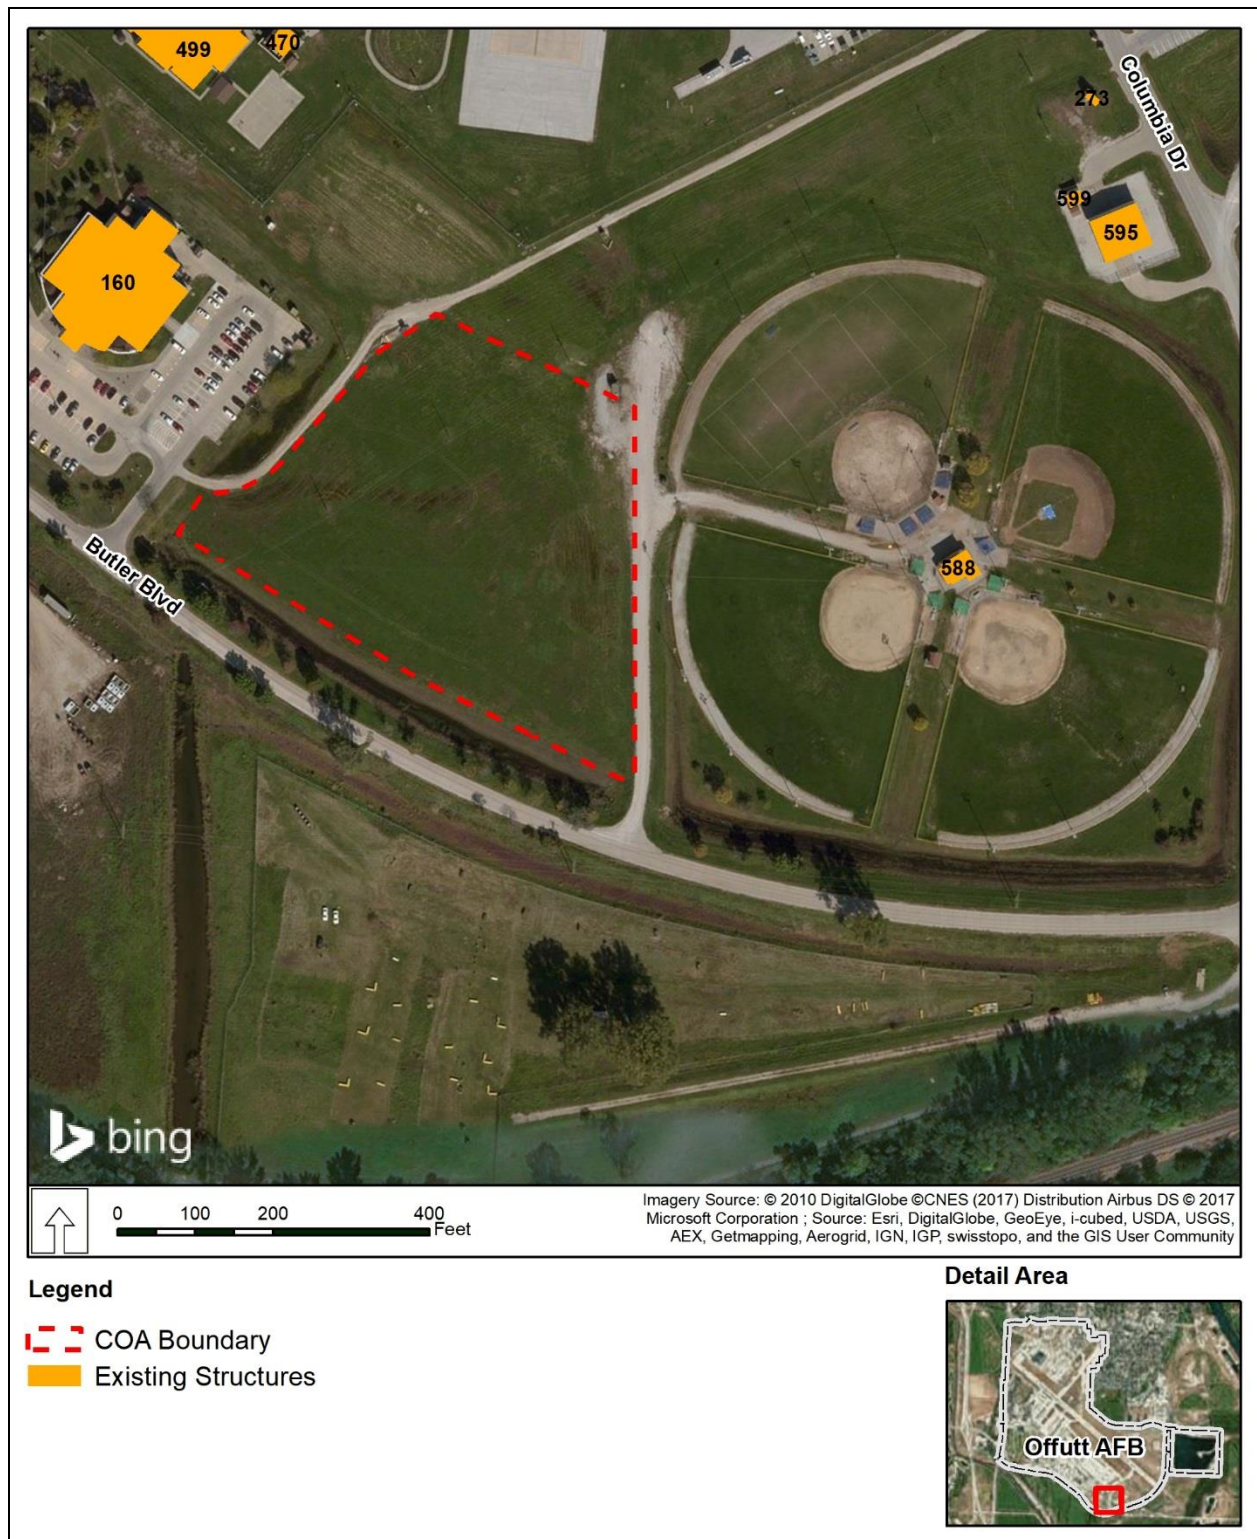 499
470
Columbia Dr
273
599
595
160
588
Butler Blvd
bing
0 100 200 400
Feet
Imagery Source: © 2010 DigitalGlobe ©CNES (2017) Distribution Airbus DS © 2017
Microsoft Corporation ; Source: Esri, DigitalGlobe, GeoEye, i-cubed, USDA, USGS,
AEX, Getmapping, Aerogrid, IGN, IGP, swisstopo, and the GIS User Community
Legend
COA Boundary
Existing Structures
Detail Area
Offutt AFB